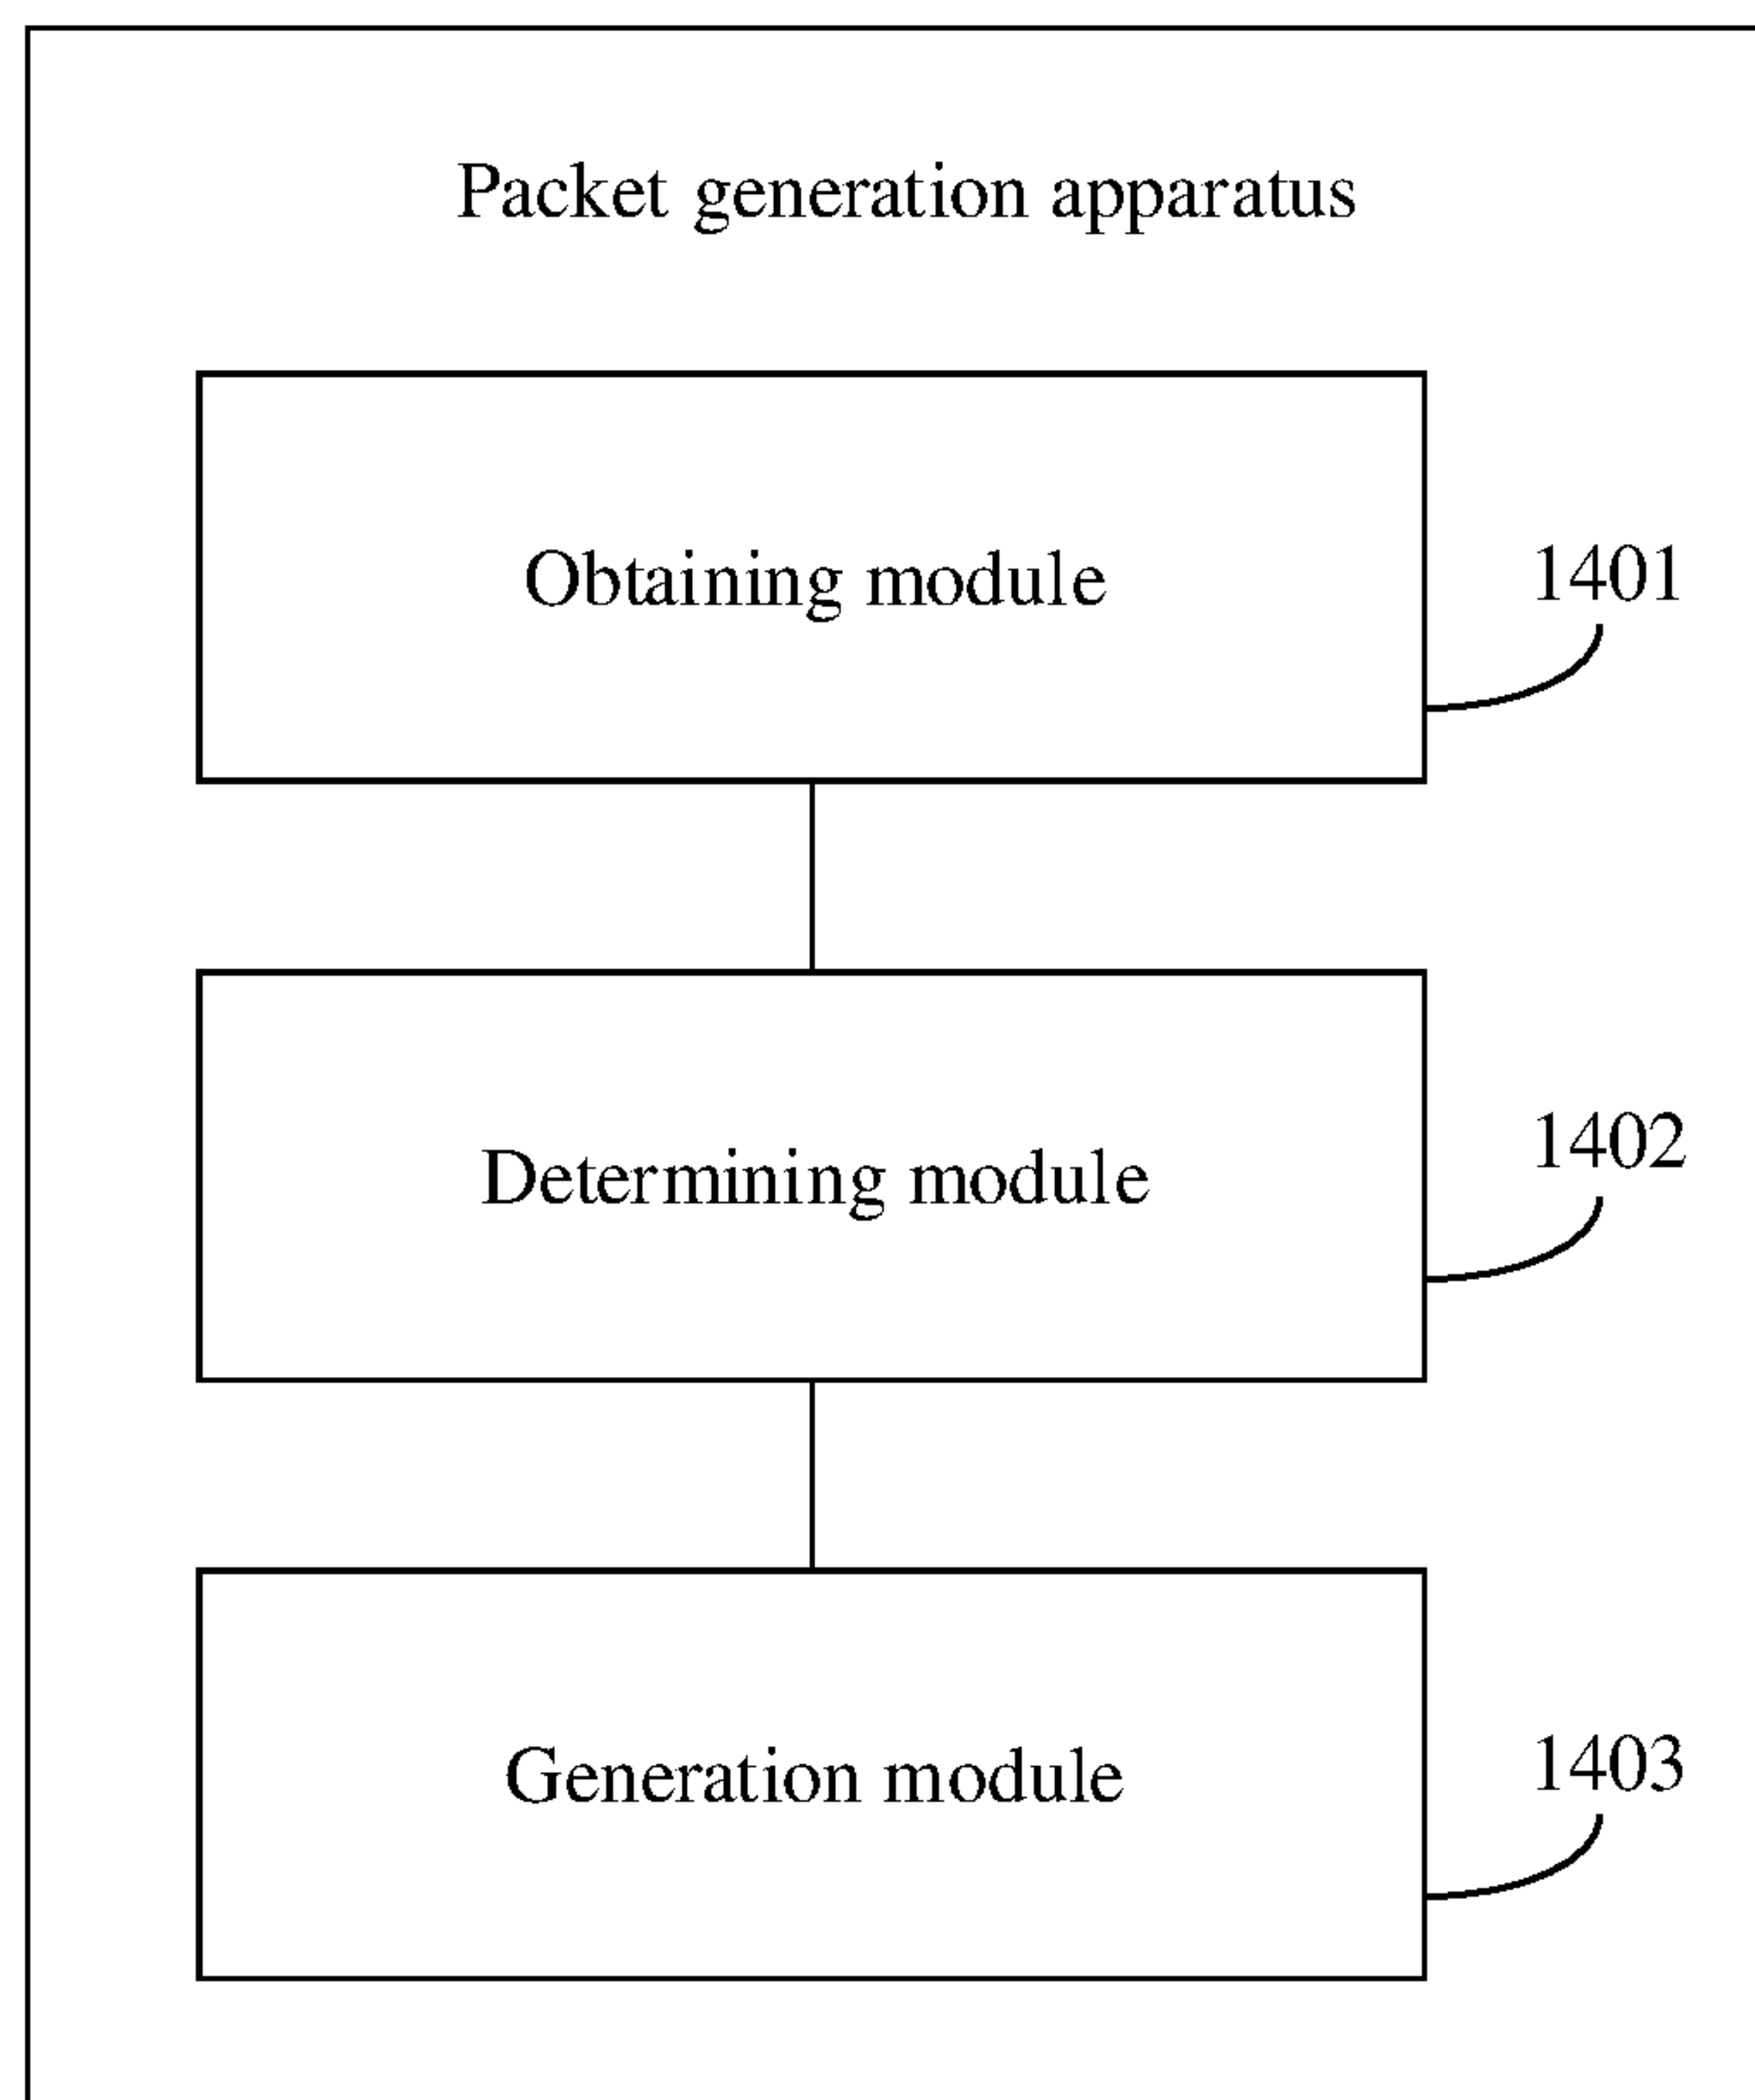 Packet generation apparatus
Obtaining module
1401
Determining module
1402
Generation module
1403